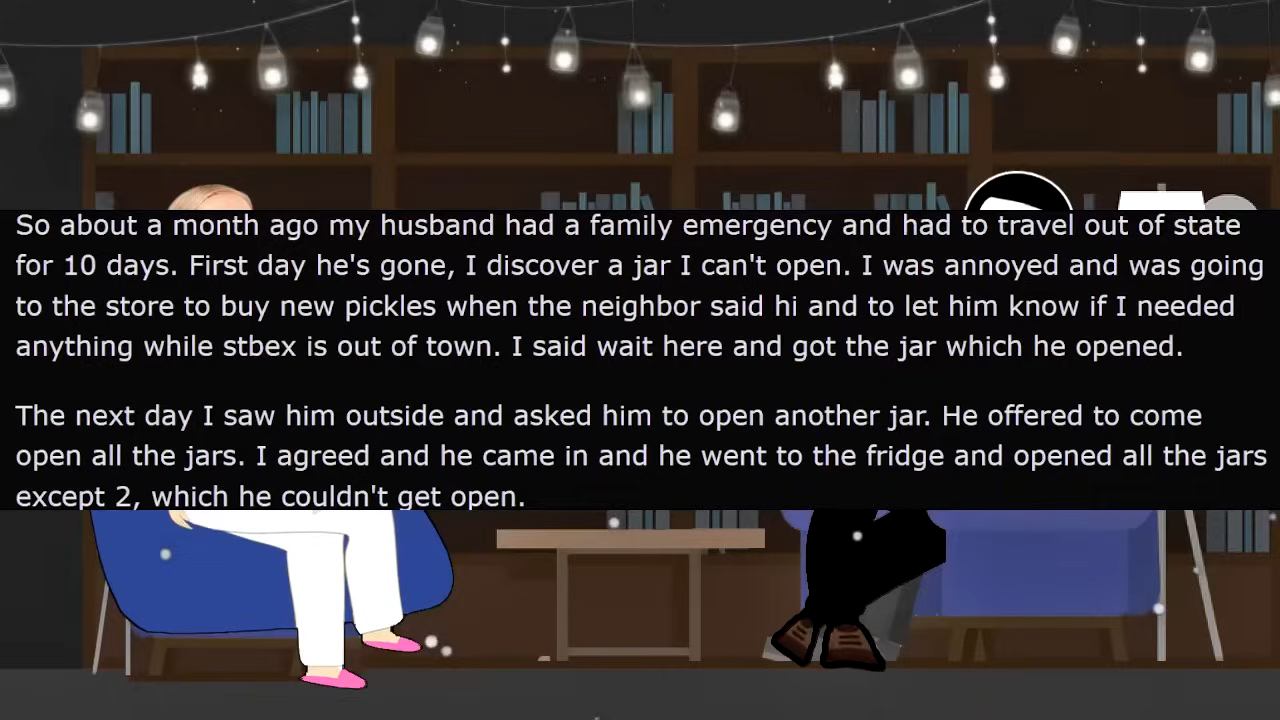 So about a month ago my husband had a family emergency and had to travel out of state
for 10 days. First day he's gone, I discover a jar I can't open. I was annoyed and was going
to the store to buy new pickles when the neighbor said hi and to let him know if I needed
anything while stbex is out of town. I said wait here and got the jar which he opened.
The next day I saw him outside and asked him to open another jar. He offered to come
open all the jars. I agreed and he came in and he went to the fridge and opened all the jars
except 2, which he couldn't get open.